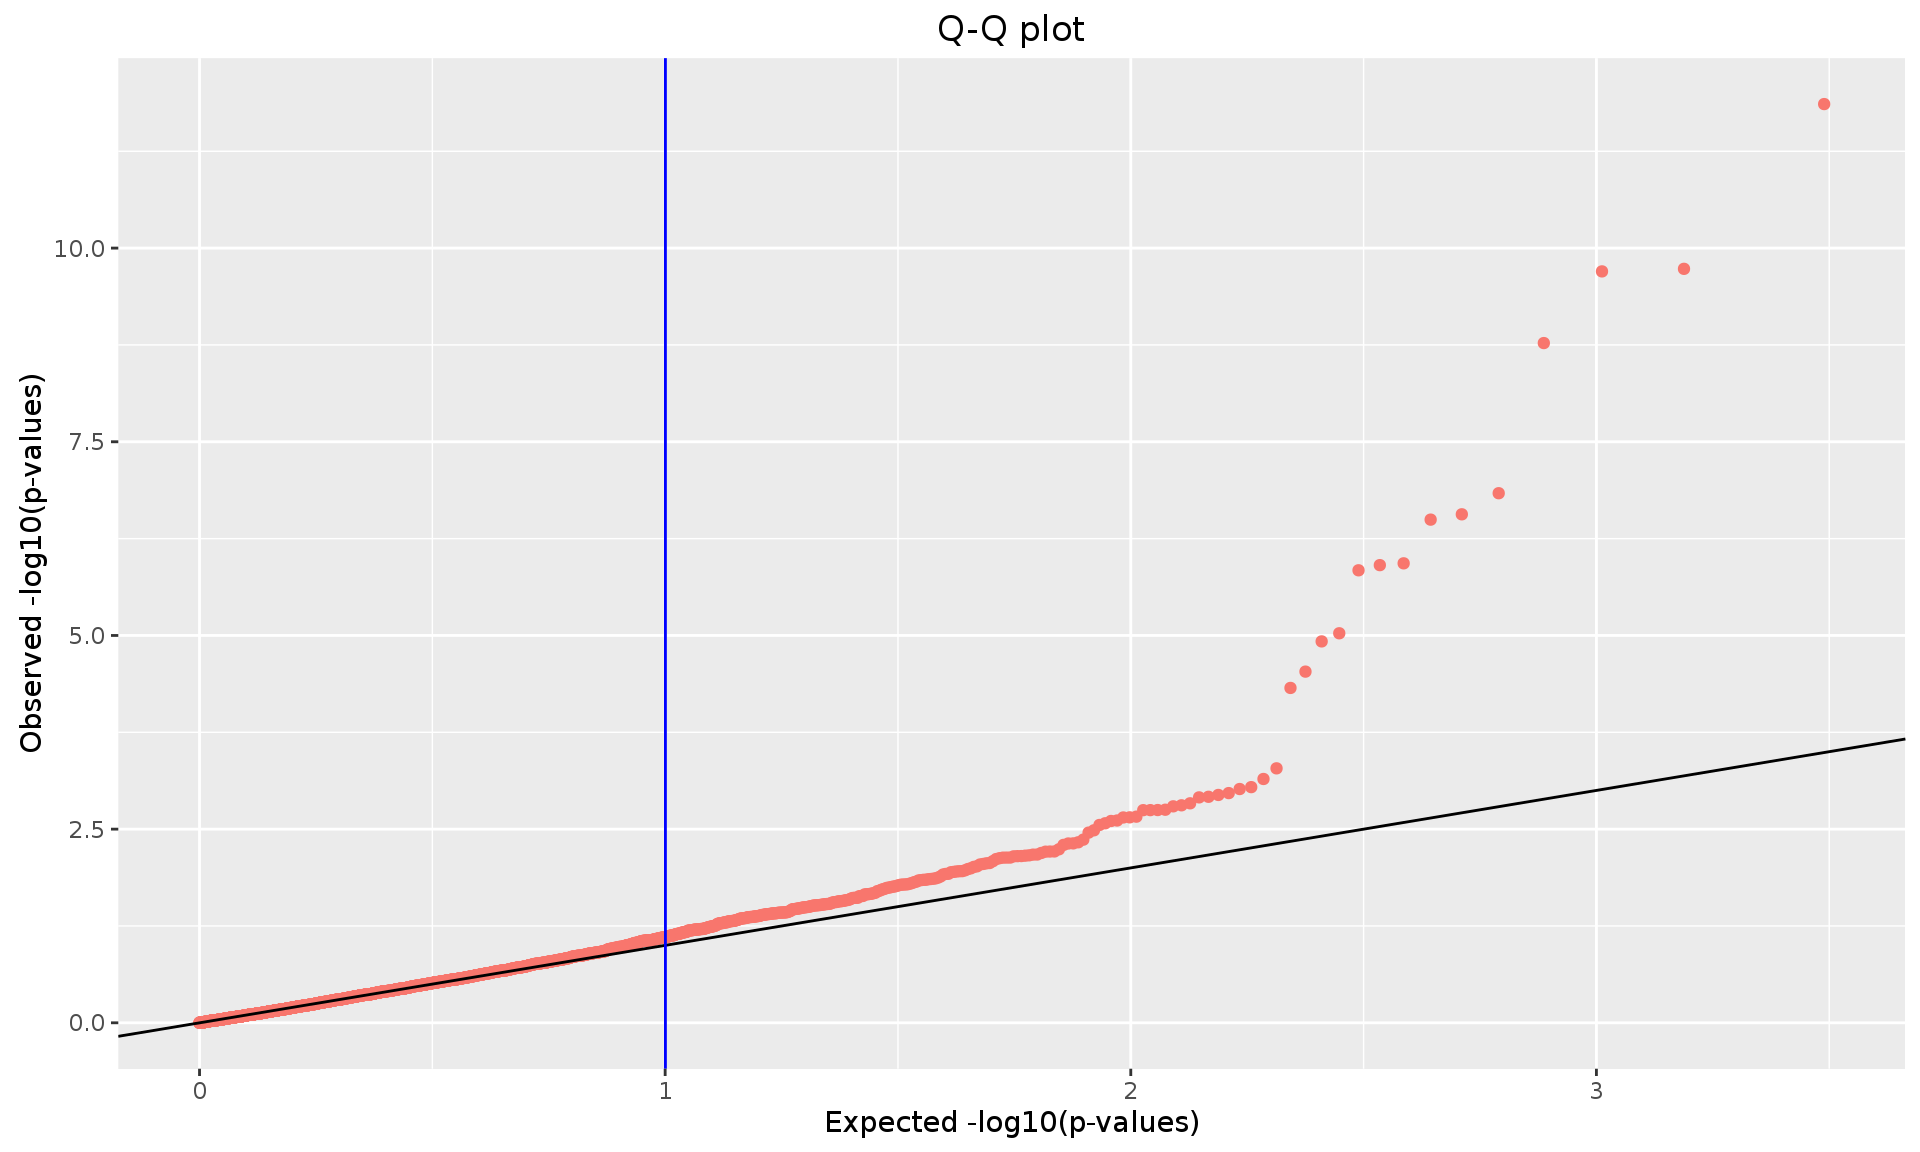 Q-Q plot
10.0
7.5
5.0
2.5
0.0
Observed -log10(p-values)
0 1 2 3
Expected -log10(p-values)